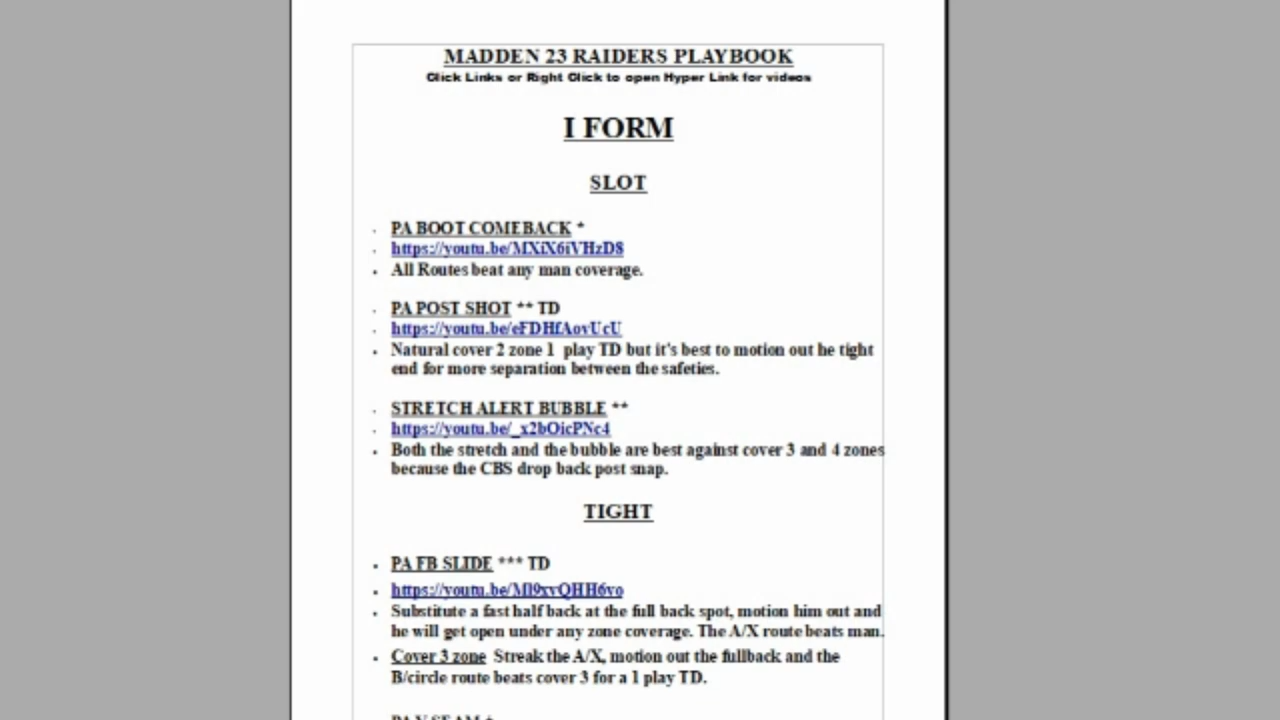 MADDEN 23 RAIDERS PLAYBOOK
Click Links or Right Click to open Hyper Link for videos
I FORM
SLOT
PA BOOT COMEBACK *
https://youtu.be/MXiX6iVHzD8
All Routes beat any man coverage.
PA POST SHOT ** TD
https://youtu.be/eFDHfAovUcU
Natural cover 2 zone 1 play TD but it's best to motion out he tight
end for more separation between the safeties.
STRETCH ALERT BUBBLE **
https://youtu.be/_x2bOicPNc4
Both the stretch and the bubble are best against cover 3 and 4 zones
because the CBS drop back post snap.
TIGHT
PA FB SLIDE *** TD
https://youtu.be/Ml9xvQHH6vo
Substitute a fast half back at the full back spot, motion him out and
he will get open under any zone coverage. The A/X route beats man.
Cover 3 zone Streak the A/X, motion out the fullback and the
B/circle route beats cover 3 for a 1 play TD.
PA Y SEAM *